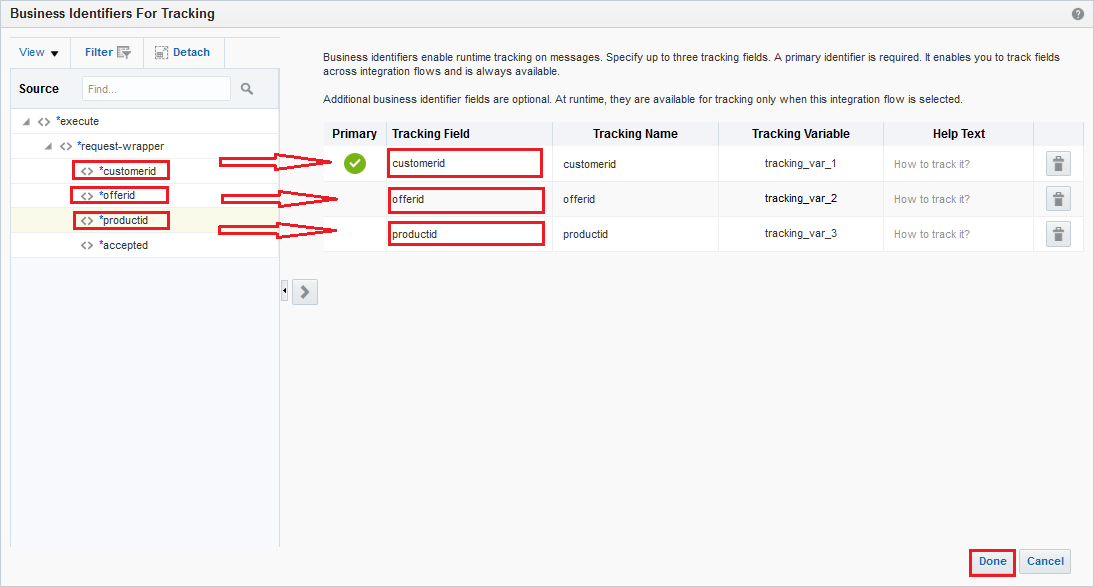 Business Identifiers For Tracking
?
View Filter Detach
Source Find...
*execute
*request-wrapper
*customerid
*offerid
*productid
*accepted
Business identifiers enable runtime tracking on messages. Specify up to three tracking fields. A primary identifier is required. It enables you to track fields
across integration flows and is always available.
Additional business identifier fields are optional. At runtime, they are available for tracking only when this integration flow is selected.
Primary Tracking Field Tracking Name Tracking Variable Help Text
customerid customerid tracking_var_1 How to track it?
offerid offerid tracking_var_2 How to track it?
productid productid tracking_var_3 How to track it?
Done Cancel